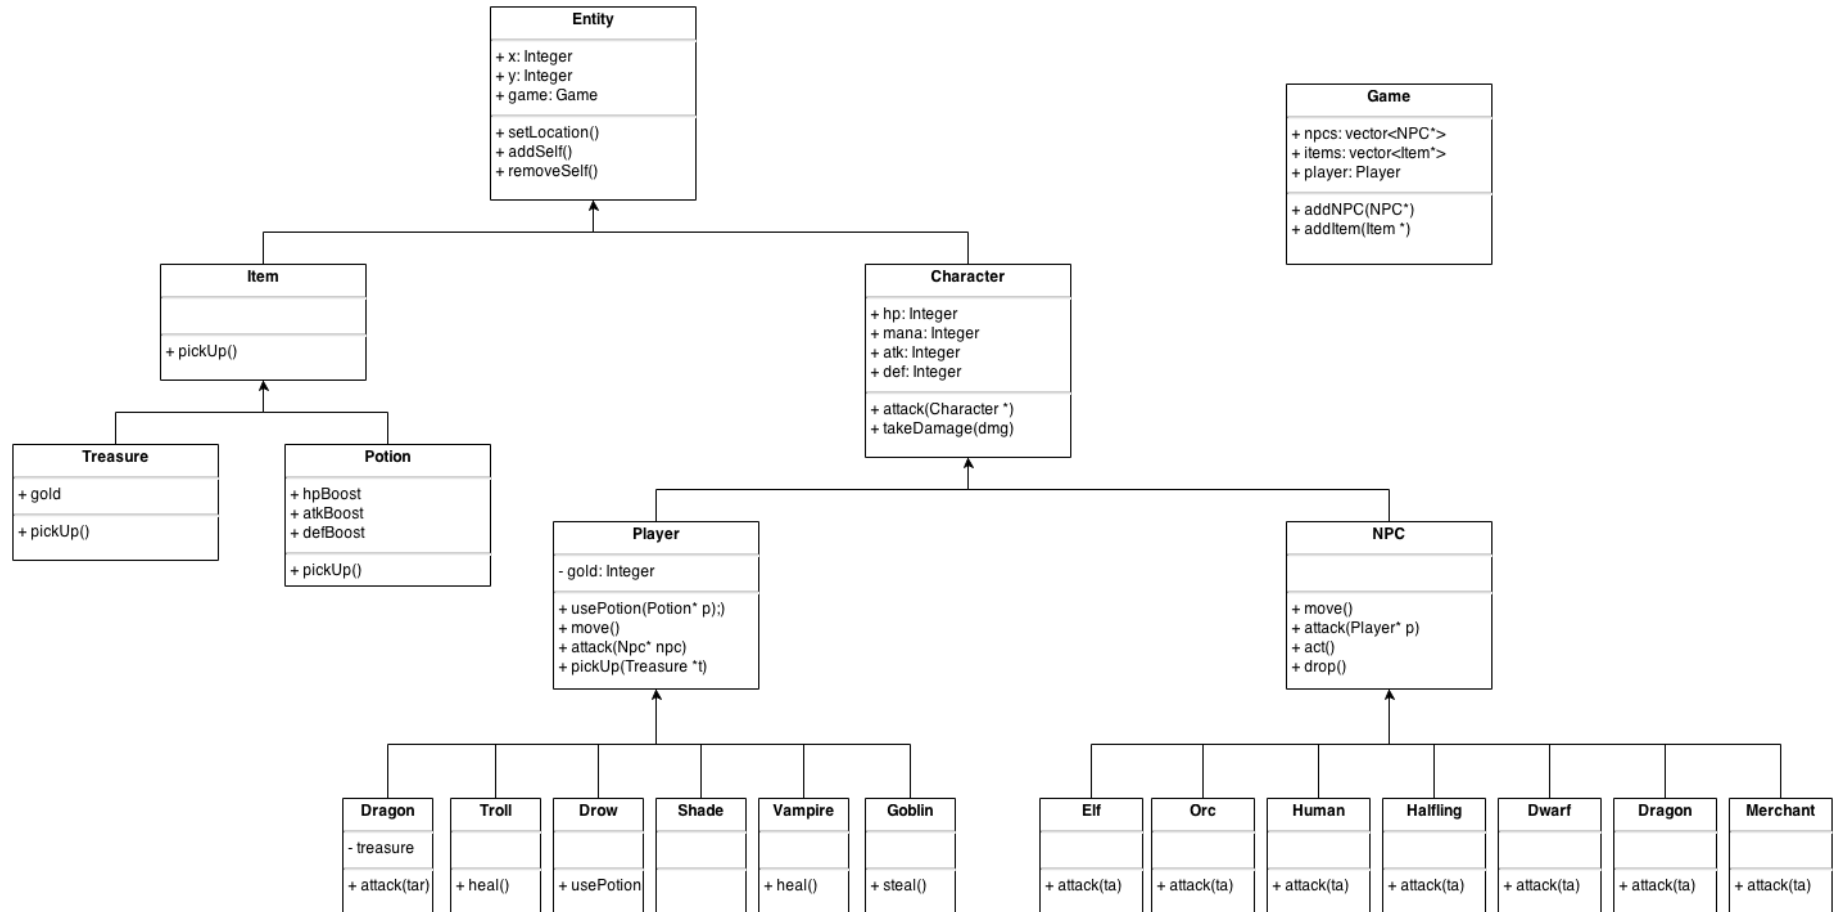 Entity
+ x: Integer
+ y: Integer
+ game: Game
+ setLocation()
+ addSelf()
+ removeSelf()
Game
+ npcs: vector<NPC*>
+ items: vector<Item*>
+ player: Player
+ addNPC(NPC*)
+ addItem(Item *)
Item
+ pickUp()
Character
+ hp: Integer
+ mana: Integer
+ atk: Integer
+ def: Integer
+ attack(Character *)
+ takeDamage(dmg)
Treasure
+ gold
+ pickUp()
Potion
+ hpBoost
+ atkBoost
+ defBoost
+ pickUp()
Player
- gold: Integer
+ usePotion(Potion* p);)
+ move()
+ attack(Npc* npc)
+ pickUp(Treasure *t)
NPC
+ move()
+ attack(Player* p)
+ act()
+ drop()
Dragon
- treasure
+ attack(tar)
Troll
+ heal()
Drow
+ usePotion
Shade
Vampire
+ heal()
Goblin
+ steal()
Elf
+ attack(ta)
Orc
+ attack(ta)
Human
+ attack(ta)
Halfling
+ attack(ta)
Dwarf
+ attack(ta)
Dragon
+ attack(ta)
Merchant
+ attack(ta)